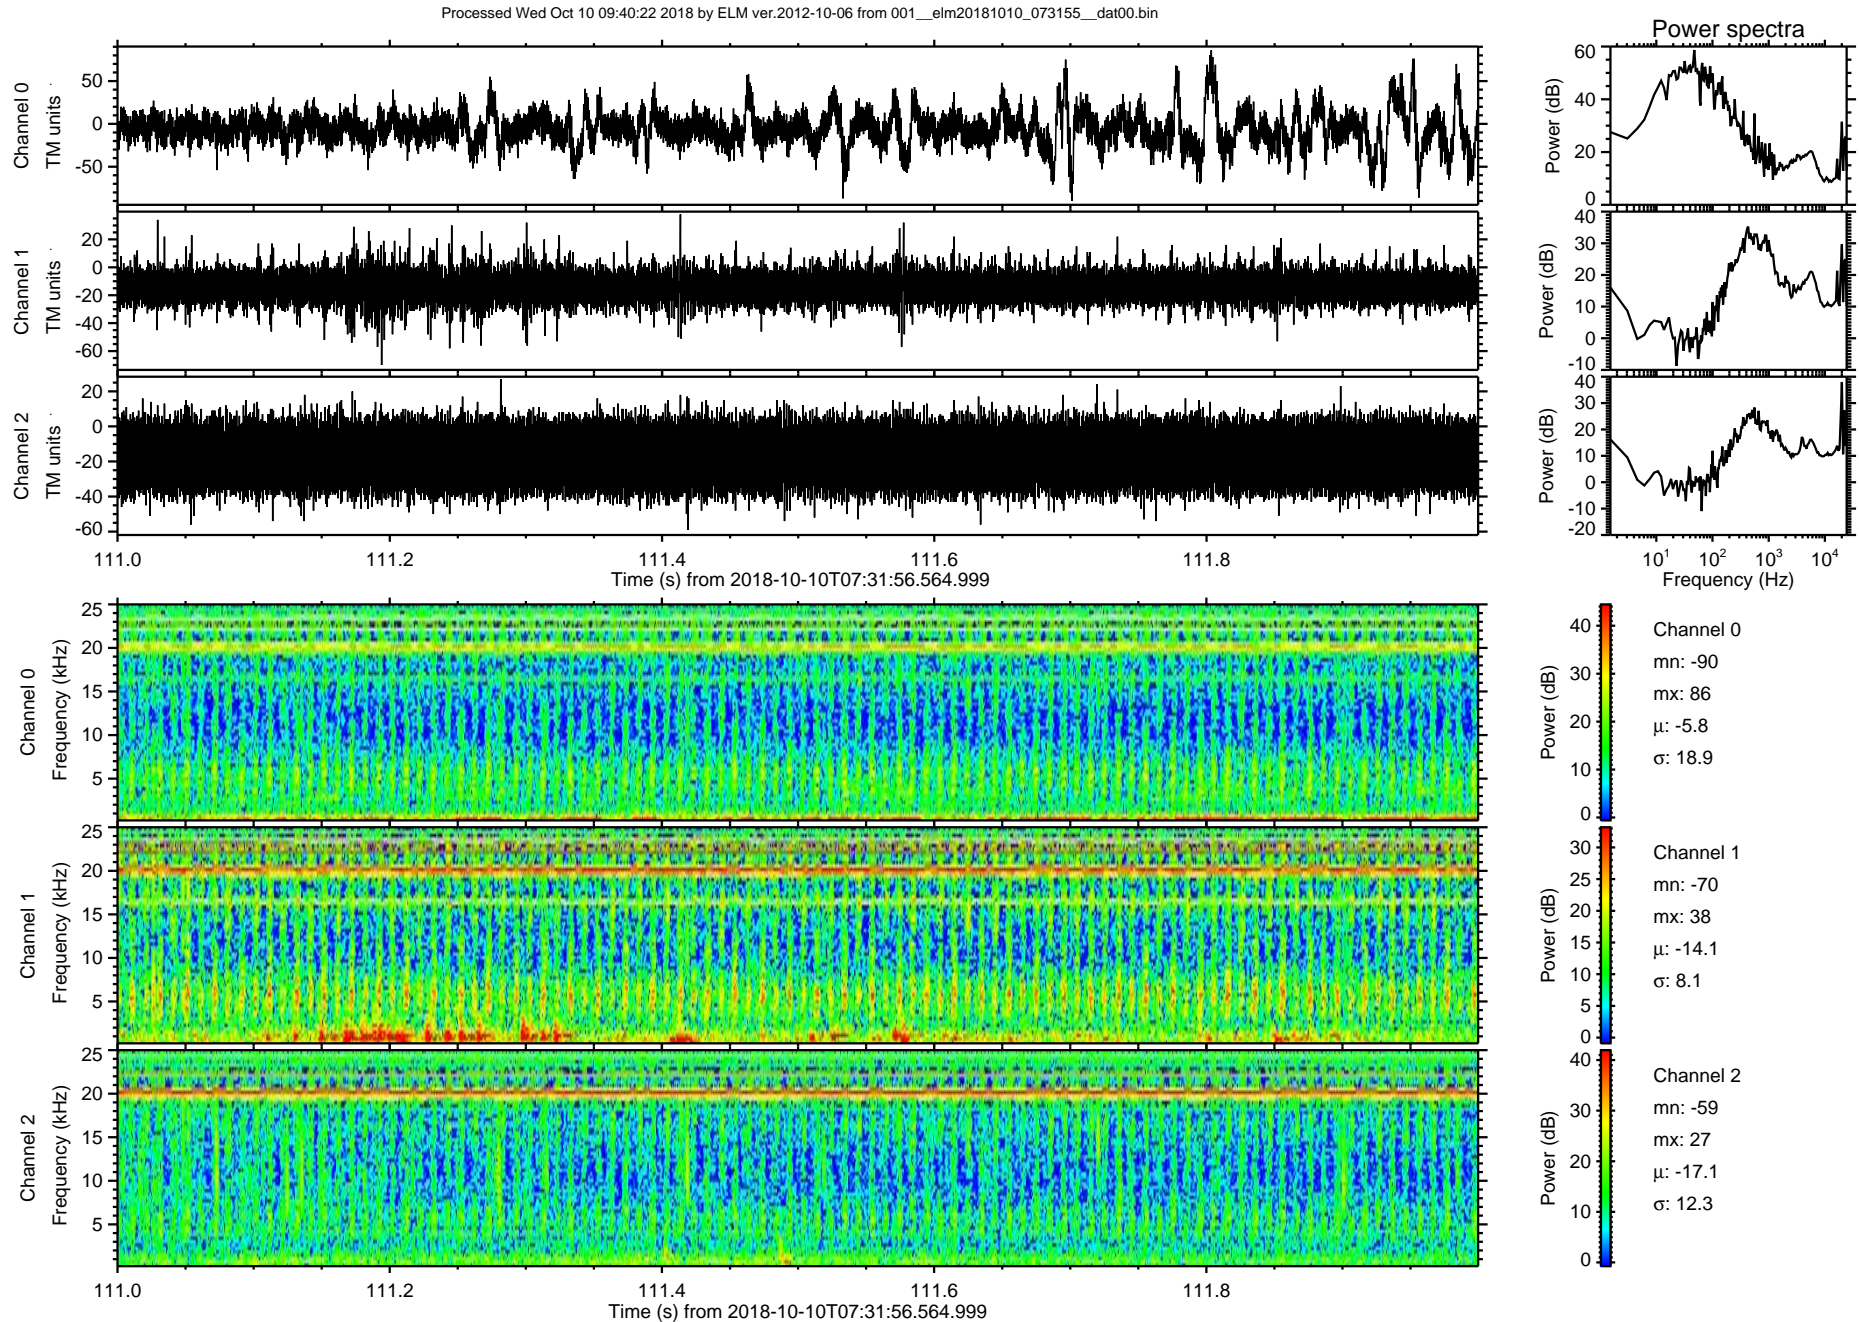 Processed Wed Oct 10 09:40:22 2018 by ELM ver.2012-10-06 from 001__elm20181010_073155__dat00.bin
Power spectra
Channel 0
TM units
50
0
-50
Power (dB)
60
40
20
0
Channel 1
TM units
20
0
-20
-40
-60
Power (dB)
40
30
20
10
0
-10
Channel 2
TM units
20
0
-20
-40
-60
Power (dB)
40
30
20
10
0
-10
-20
111.0 111.2 111.4 111.6 111.8
Time (s) from 2018-10-10T07:31:56.564.999
10^1 10^2 10^3 10^4
Frequency (Hz)
Channel 0
Frequency (kHz)
25
20
15
10
5
Power (dB)
40
30
20
10
0
Channel 0
mn: -90
mx: 86
μ: -5.8
σ: 18.9
Channel 1
Frequency (kHz)
25
20
15
10
5
Power (dB)
30
25
20
15
10
5
0
Channel 1
mn: -70
mx: 38
μ: -14.1
σ: 8.1
Channel 2
Frequency (kHz)
25
20
15
10
5
Power (dB)
40
30
20
10
0
Channel 2
mn: -59
mx: 27
μ: -17.1
σ: 12.3
111.0 111.2 111.4 111.6 111.8
Time (s) from 2018-10-10T07:31:56.564.999